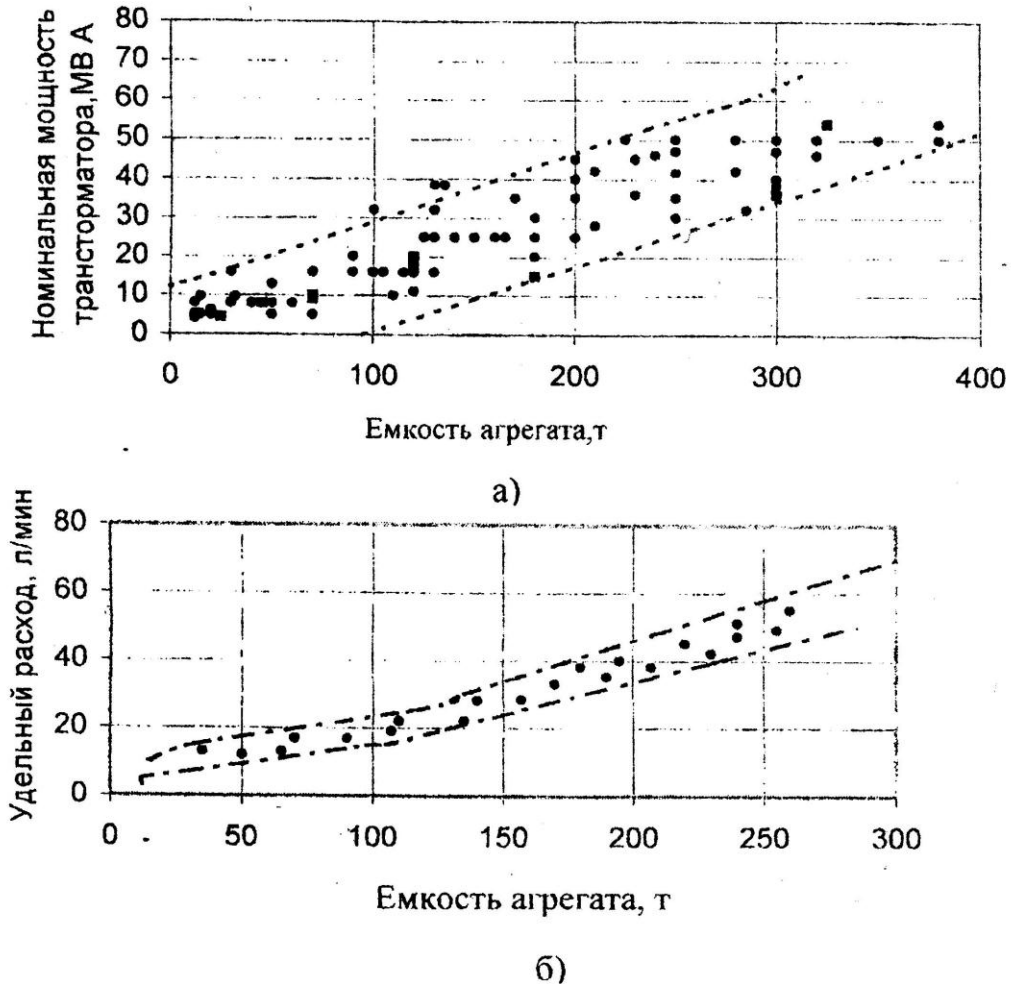 Номинальная мощность
трансторматора,МВ А
80
70
60
50
40
30
20
10
0
0 100 200 300 400
Емкость агрегата,т
а)
Удельный расход, л/мин
80
60
40
20
0
0 50 100 150 200 250 300
Емкость агрегата, т
б)